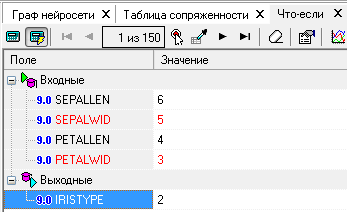 Граф нейросети × Таблица сопряженности × Что-если ×
1 из 150
Поле Значение
Входные
9.0 SEPALLEN 6
9.0 SEPALWID 5
9.0 PETALLEN 4
9.0 PETALWID 3
Выходные
9.0 IRISTYPE 2